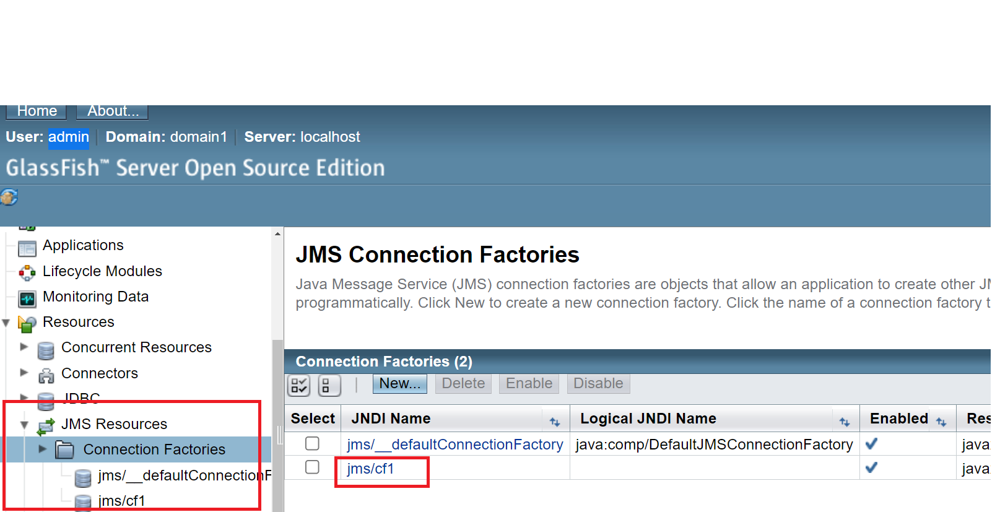 Home About...
User: admin Domain: domain1 Server: localhost
GlassFish™ Server Open Source Edition
Applications
Lifecycle Modules
Monitoring Data
Resources
Concurrent Resources
Connectors
JDBC
JMS Resources
Connection Factories
jms/__defaultConnectionF
jms/cf1
JMS Connection Factories
Java Message Service (JMS) connection factories are objects that allow an application to create other JM
programmatically. Click New to create a new connection factory. Click the name of a connection factory t
Connection Factories (2)
New... Delete Enable Disable
Select JNDI Name Logical JNDI Name Enabled Res
jms/__defaultConnectionFactory java:comp/DefaultJMSConnectionFactory java
jms/cf1 java